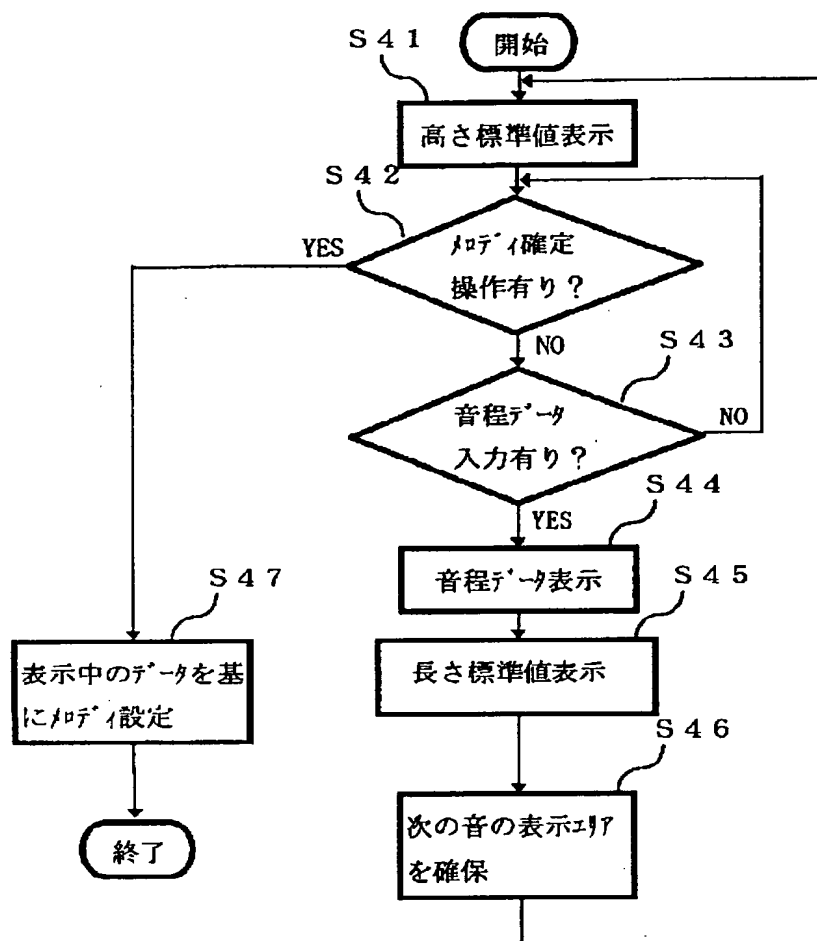 開始
S41
高さ標準値表示
S42
メロディ確定
操作有り?
YES
NO
S43
音程データ
入力有り?
NO
YES
S44
音程データ表示
S45
長さ標準値表示
S46
次の音の表示エリア
を確保
S47
表示中のデータを基
にメロディ設定
終了